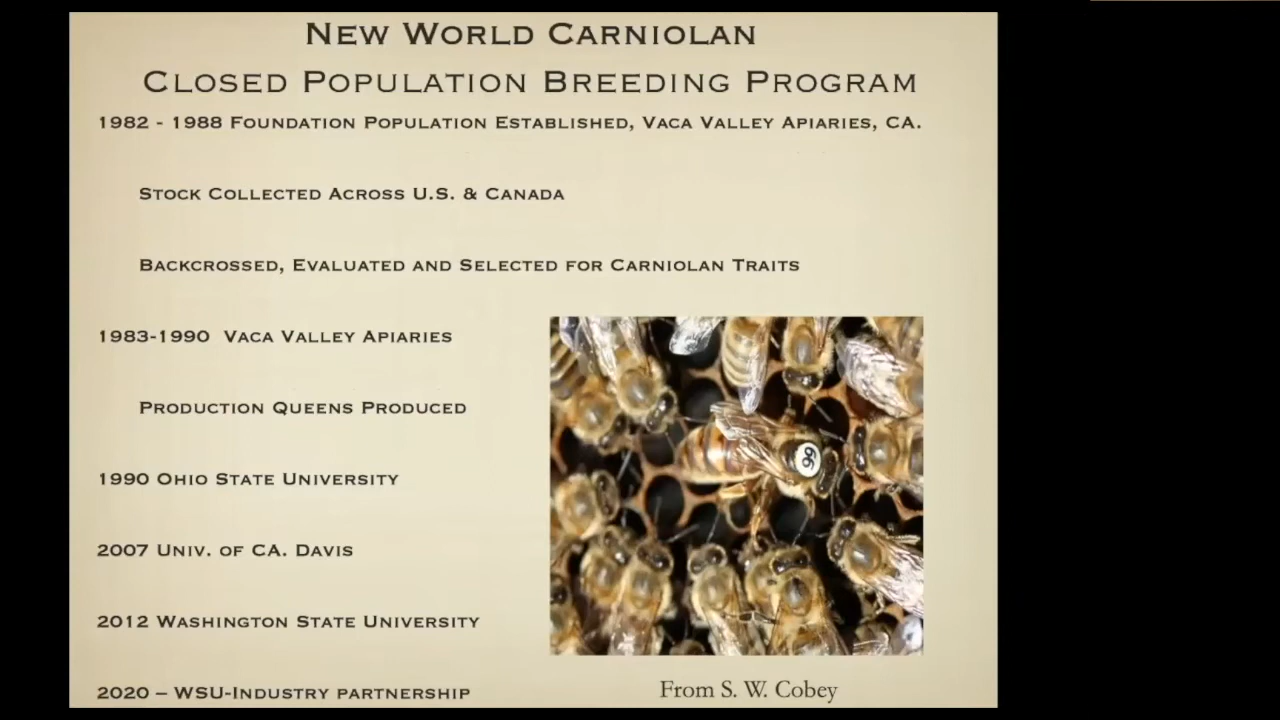 New World Carniolan
Closed Population Breeding Program
1982 - 1988 Foundation Population Established, Vaca Valley Apiaries, CA.
Stock Collected Across U.S. & Canada
Backcrossed, Evaluated and Selected for Carniolan Traits
1983-1990 Vaca Valley Apiaries
Production Queens Produced
1990 Ohio State University
2007 Univ. of CA. Davis
2012 Washington State University
2020 – WSU-Industry partnership
66
From S. W. Cobey